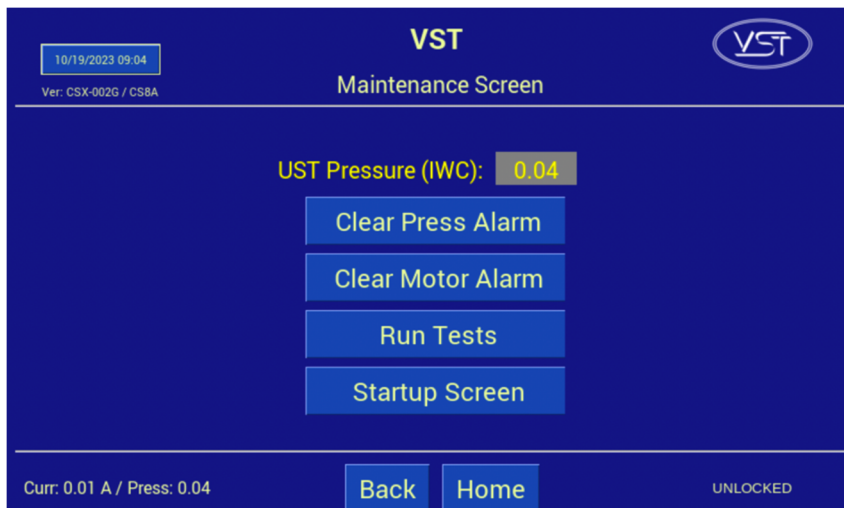 VST
VST
10/19/2023 09:04
Ver: CSX-002G / CS8A
Maintenance Screen
UST Pressure (IWC): 0.04
Clear Press Alarm
Clear Motor Alarm
Run Tests
Startup Screen
Curr: 0.01 A / Press: 0.04
Back
Home
UNLOCKED